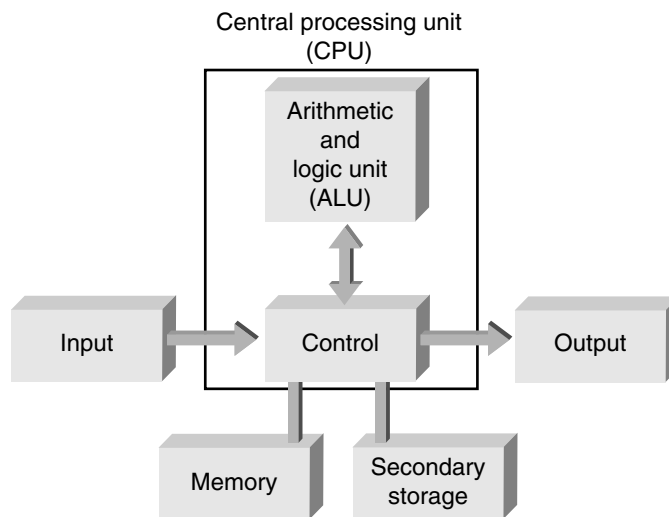 Central processing unit
(CPU)
Arithmetic
and
logic unit
(ALU)
Input
Control
Output
Memory
Secondary
storage